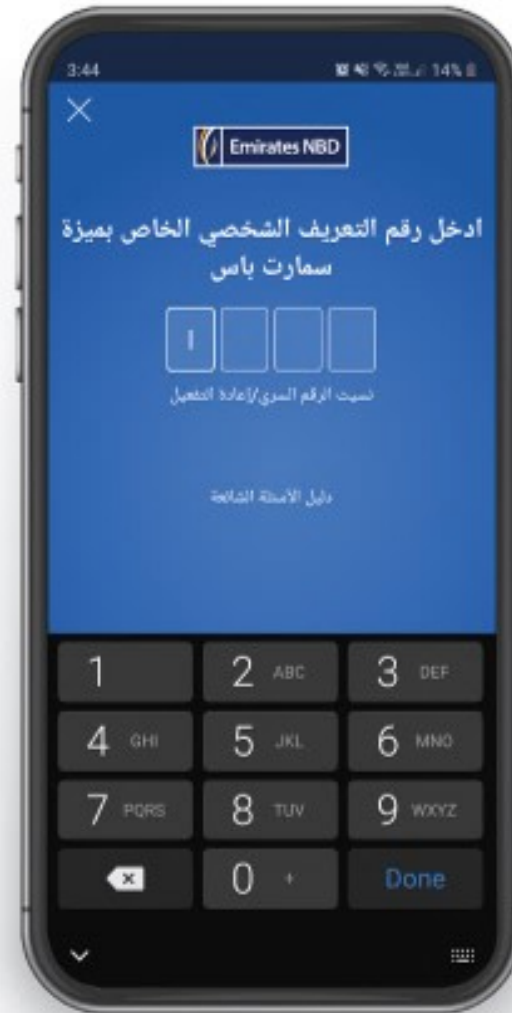 3:44
14%
Emirates NBD
ادخل رقم التعريف الشخصي الخاص بميزة
سمارت باس
نسيت الرقم السري/إعادة التفعيل
دليل الأسئلة الشائعة
1
2 ABC
3 DEF
4 GHI
5 JKL
6 MNO
7 PQRS
8 TUV
9 WXYZ
0 +
Done